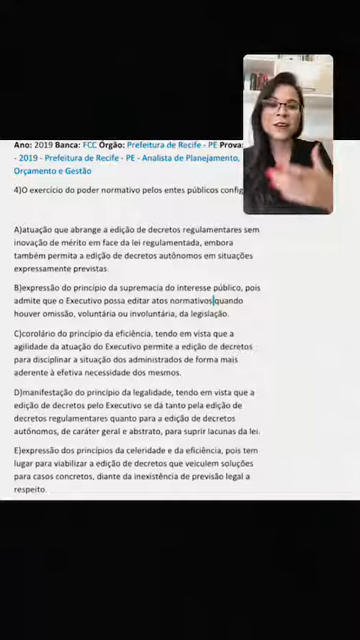 Ano: 2019 Banca: FCC Órgão: Prefeitura de Recife - PE Prova:
- 2019 - Prefeitura de Recife - PE - Analista de Planejamento,
Orçamento e Gestão
4)O exercício do poder normativo pelos entes públicos
A)atuação que abrange a edição de decretos regulamentares sem
inovação de mérito em face da lei regulamentada, embora
também permita a edição de decretos autônomos em situações
expressamente previstas.
B)expressão do princípio da supremacia do interesse público, pois
admite que o Executivo possa editar atos normativos quando
houver omissão, voluntária ou involuntária, da legislação.
C)corolário do princípio da eficiência, tendo em vista que a
agilidade da atuação do Executivo permite a edição de decretos
para disciplinar a situação dos administrados de forma mais
aderente à efetiva necessidade dos mesmos.
D)manifestação do princípio da legalidade, tendo em vista que a
edição de decretos pelo Executivo se dá tanto pela edição de
decretos regulamentares quanto para a edição de decretos
autônomos, de caráter geral e abstrato, para suprir lacunas da lei.
E)expressão dos princípios da celeridade e da eficiência, pois tem
lugar para viabilizar a edição de decretos que veiculem soluções
para casos concretos, diante da inexistência de previsão legal a
respeito.